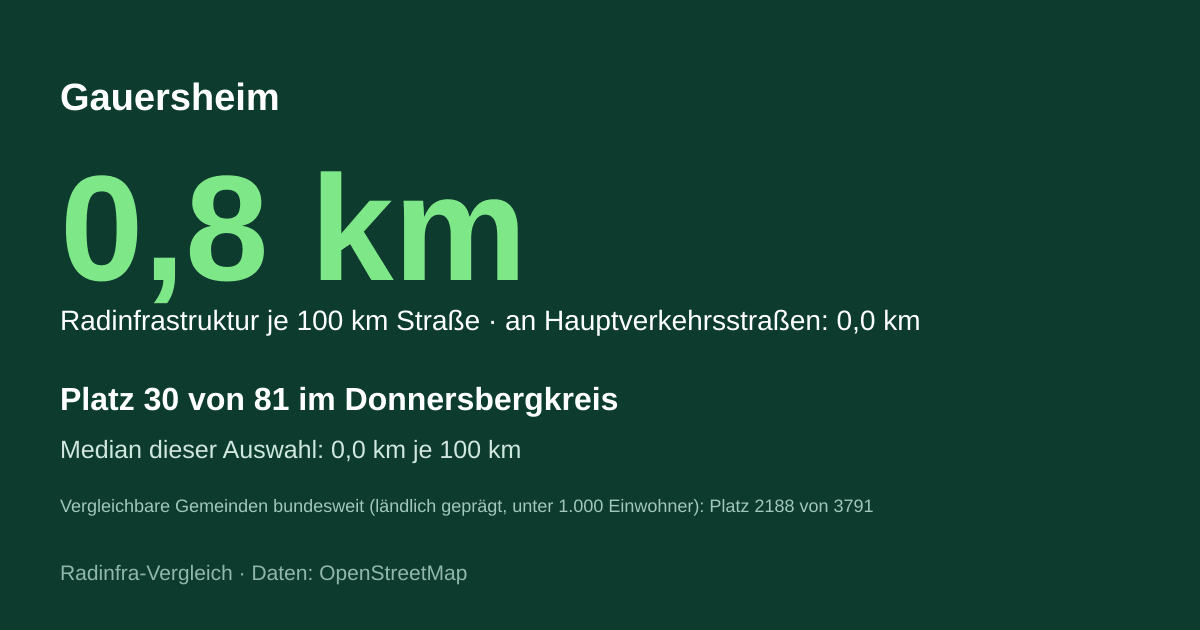 Gauersheim
0,8 km
Radinfrastruktur je 100 km Straße · an Hauptverkehrsstraßen: 0,0 km
Platz 30 von 81 im Donnersbergkreis
Median dieser Auswahl: 0,0 km je 100 km
Vergleichbare Gemeinden bundesweit (ländlich geprägt, unter 1.000 Einwohner): Platz 2188 von 3791
Radinfra-Vergleich · Daten: OpenStreetMap